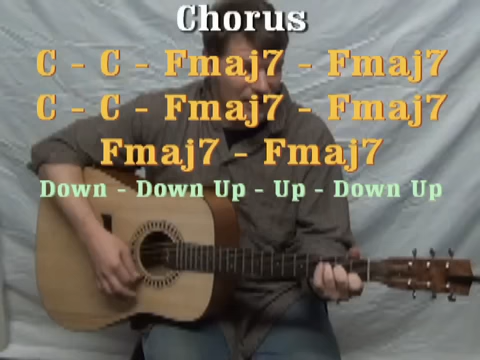 Chorus
C - C - Fmaj7 - Fmaj7
C - C - Fmaj7 - Fmaj7
Fmaj7 - Fmaj7
Down - Down Up - Up - Down Up